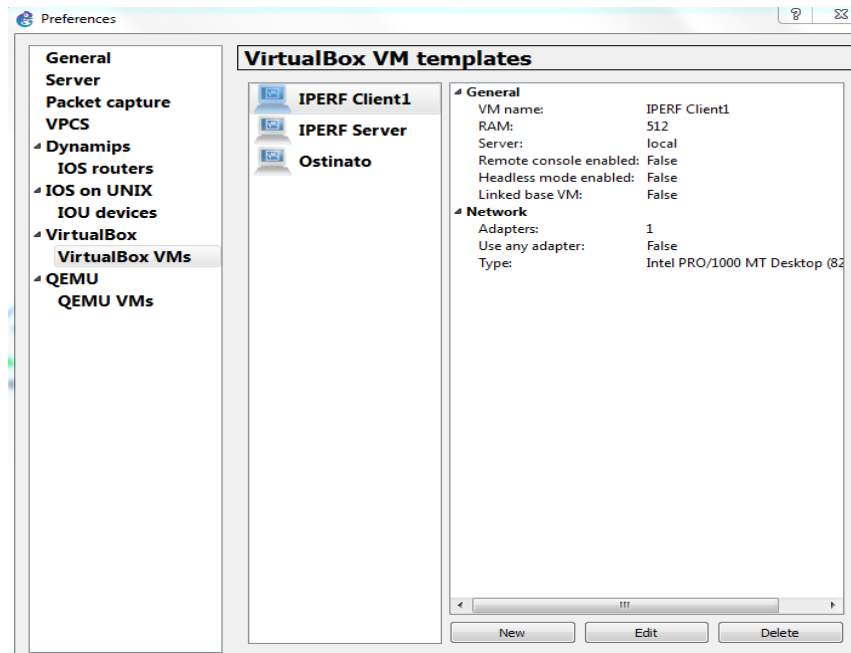 Preferences
General
Server
Packet capture
VPCS
Dynamips
IOS routers
IOS on UNIX
IOU devices
VirtualBox
VirtualBox VMs
QEMU
QEMU VMs
VirtualBox VM templates
IPERF Client1
IPERF Server
Ostinato
General
VM name: IPERF Client1
RAM: 512
Server: local
Remote console enabled: False
Headless mode enabled: False
Linked base VM: False
Network
Adapters: 1
Use any adapter: False
Type: Intel PRO/1000 MT Desktop (82
New Edit Delete